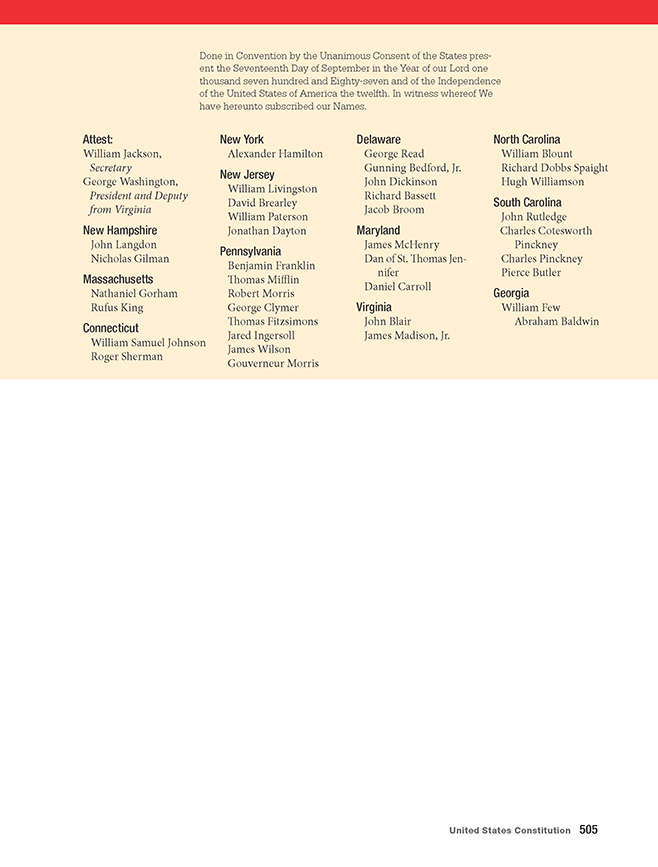 Done in Convention by the Unanimous Consent of the States pres-
ent the Seventeenth Day of September in the Year of our Lord one
thousand seven hundred and Eighty-seven and of the Independence
of the United States of America the twelfth. In witness whereof We
have hereunto subscribed our Names.
Attest:
William Jackson,
Secretary
George Washington,
President and Deputy
from Virginia
New Hampshire
John Langdon
Nicholas Gilman
Massachusetts
Nathaniel Gorham
Rufus King
Connecticut
William Samuel Johnson
Roger Sherman
New York
Alexander Hamilton
New Jersey
William Livingston
David Brearley
William Paterson
Jonathan Dayton
Pennsylvania
Benjamin Franklin
Thomas Mifflin
Robert Morris
George Clymer
Thomas Fitzsimons
Jared Ingersoll
James Wilson
Gouverneur Morris
Delaware
George Read
Gunning Bedford, Jr.
John Dickinson
Richard Bassett
Jacob Broom
Maryland
James McHenry
Dan of St. Thomas Jen-
nifer
Daniel Carroll
Virginia
John Blair
James Madison, Jr.
North Carolina
William Blount
Richard Dobbs Spaight
Hugh Williamson
South Carolina
John Rutledge
Charles Cotesworth
Pinckney
Charles Pinckney
Pierce Butler
Georgia
William Few
Abraham Baldwin
United States Constitution 505